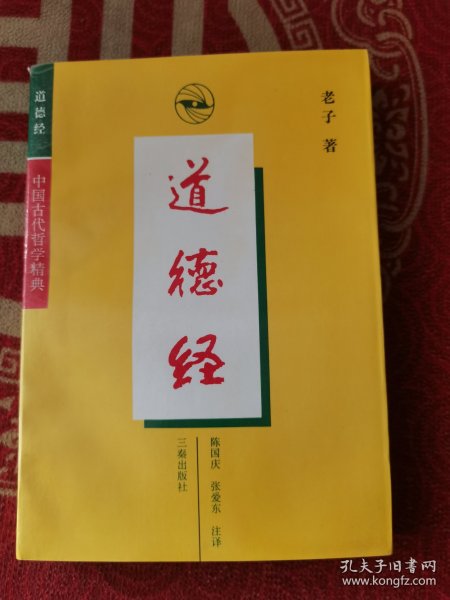 道德经
中国古代哲学精典
老子 著
道德经
陈国庆 张爱东 注译
三秦出版社
孔夫子旧书网
www.kongfz.com